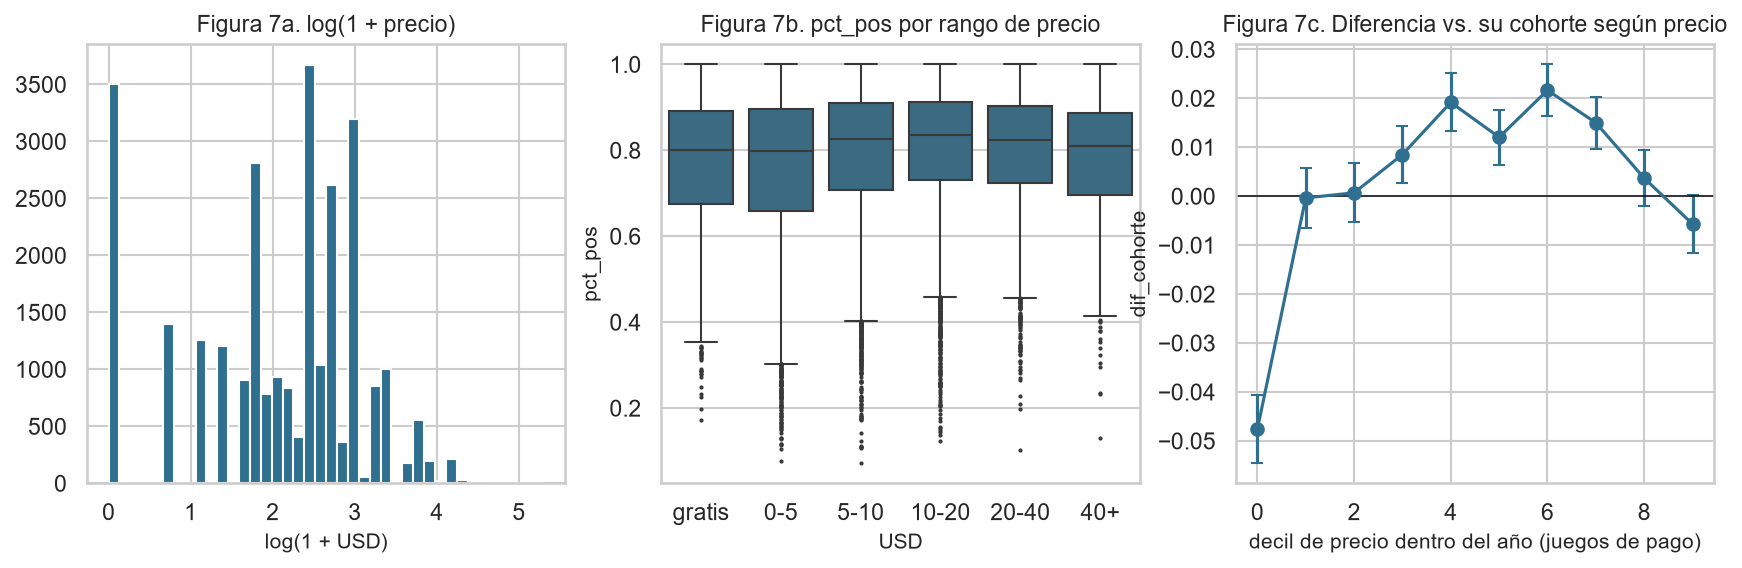 Figura 7a. log(1 + precio)
3500
3000
2500
2000
1500
1000
500
0
0 1 2 3 4 5
log(1 + USD)
Figura 7b. pct_pos por rango de precio
pct_pos
1.0
0.8
0.6
0.4
0.2
gratis 0-5 5-10 10-20 20-40 40+
USD
Figura 7c. Diferencia vs. su cohorte según precio
dif_cohorte
0.03
0.02
0.01
0.00
−0.01
−0.02
−0.03
−0.04
−0.05
0 2 4 6 8
decil de precio dentro del año (juegos de pago)